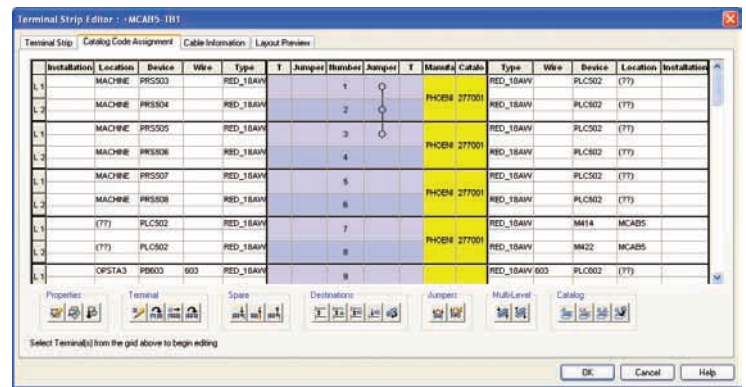 Terminal Strip Editor : -MCAB5-TB1
Terminal Strip Catalog Code Assignment Cable Information Layout Preview
Installation Location Device Wire Type T Jumper Number Jumper T Manufa Catalo Type Wire Device Location Installation
L 1 MACHINE PRS503 RED_18AW 1 PHOENI 277001 RED_18AW PLC502 (??)
L 2 MACHINE PRS504 RED_18AW 2 RED_18AW PLC502 (??)
L 1 MACHINE PRS505 RED_18AW 3 PHOENI 277001 RED_18AW PLC502 (??)
L 2 MACHINE PRS506 RED_18AW 4 RED_18AW PLC502 (??)
L 1 MACHINE PRS507 RED_18AW 5 PHOENI 277001 RED_18AW PLC502 (??)
L 2 MACHINE PRS508 RED_18AW 6 RED_18AW PLC502 (??)
L 1 (??) PLC502 RED_18AW 7 PHOENI 277001 RED_18AW M414 MCAB5
L 2 (??) PLC502 RED_18AW 8 RED_18AW M422 MCAB5
L 1 OPSTA3 PB603 603 RED_18AW 9 RED_18AW 603 PLC602 (??)
Properties Terminal Spare Destinations Jumpers Multi-Level Catalog
Select Terminal(s) from the grid above to begin editing
OK Cancel Help